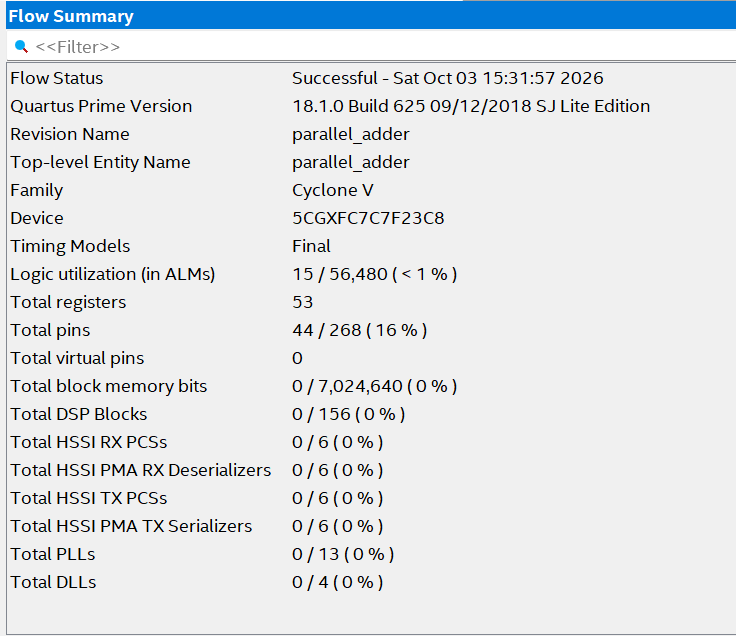 Flow Summary
<<Filter>>
Flow Status Successful - Sat Oct 03 15:31:57 2026
Quartus Prime Version 18.1.0 Build 625 09/12/2018 SJ Lite Edition
Revision Name parallel_adder
Top-level Entity Name parallel_adder
Family Cyclone V
Device 5CGXFC7C7F23C8
Timing Models Final
Logic utilization (in ALMs) 15 / 56,480 ( < 1 % )
Total registers 53
Total pins 44 / 268 ( 16 % )
Total virtual pins 0
Total block memory bits 0 / 7,024,640 ( 0 % )
Total DSP Blocks 0 / 156 ( 0 % )
Total HSSI RX PCSs 0 / 6 ( 0 % )
Total HSSI PMA RX Deserializers 0 / 6 ( 0 % )
Total HSSI TX PCSs 0 / 6 ( 0 % )
Total HSSI PMA TX Serializers 0 / 6 ( 0 % )
Total PLLs 0 / 13 ( 0 % )
Total DLLs 0 / 4 ( 0 % )